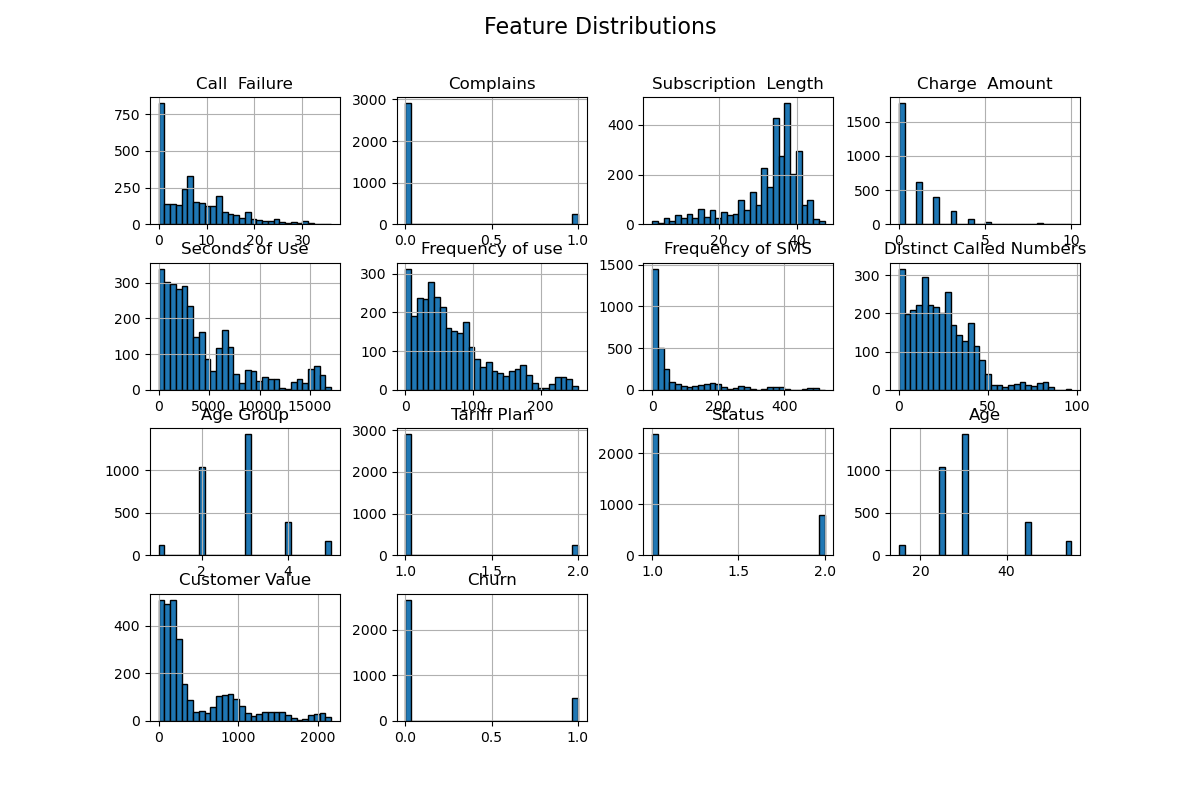 Feature Distributions
Call  Failure
Complains
Subscription  Length
Charge  Amount
750
500
250
0
0 10 20 30
3000
2000
1000
0
0.0 0.5 1.0
400
200
0
20 40
1500
1000
500
0
0 5 10
Seconds of Use
Frequency of use
Frequency of SMS
Distinct Called Numbers
300
200
100
0
0 5000 10000 15000
300
200
100
0
0 100 200
1500
1000
500
0
0 200 400
300
200
100
0
0 50 100
Age Group
Tariff Plan
Status
Age
1000
500
0
2 4
3000
2000
1000
0
1.0 1.5 2.0
2000
1000
0
1.0 1.5 2.0
1000
500
0
20 40
Customer Value
Churn
400
200
0
0 1000 2000
2000
1000
0
0.0 0.5 1.0